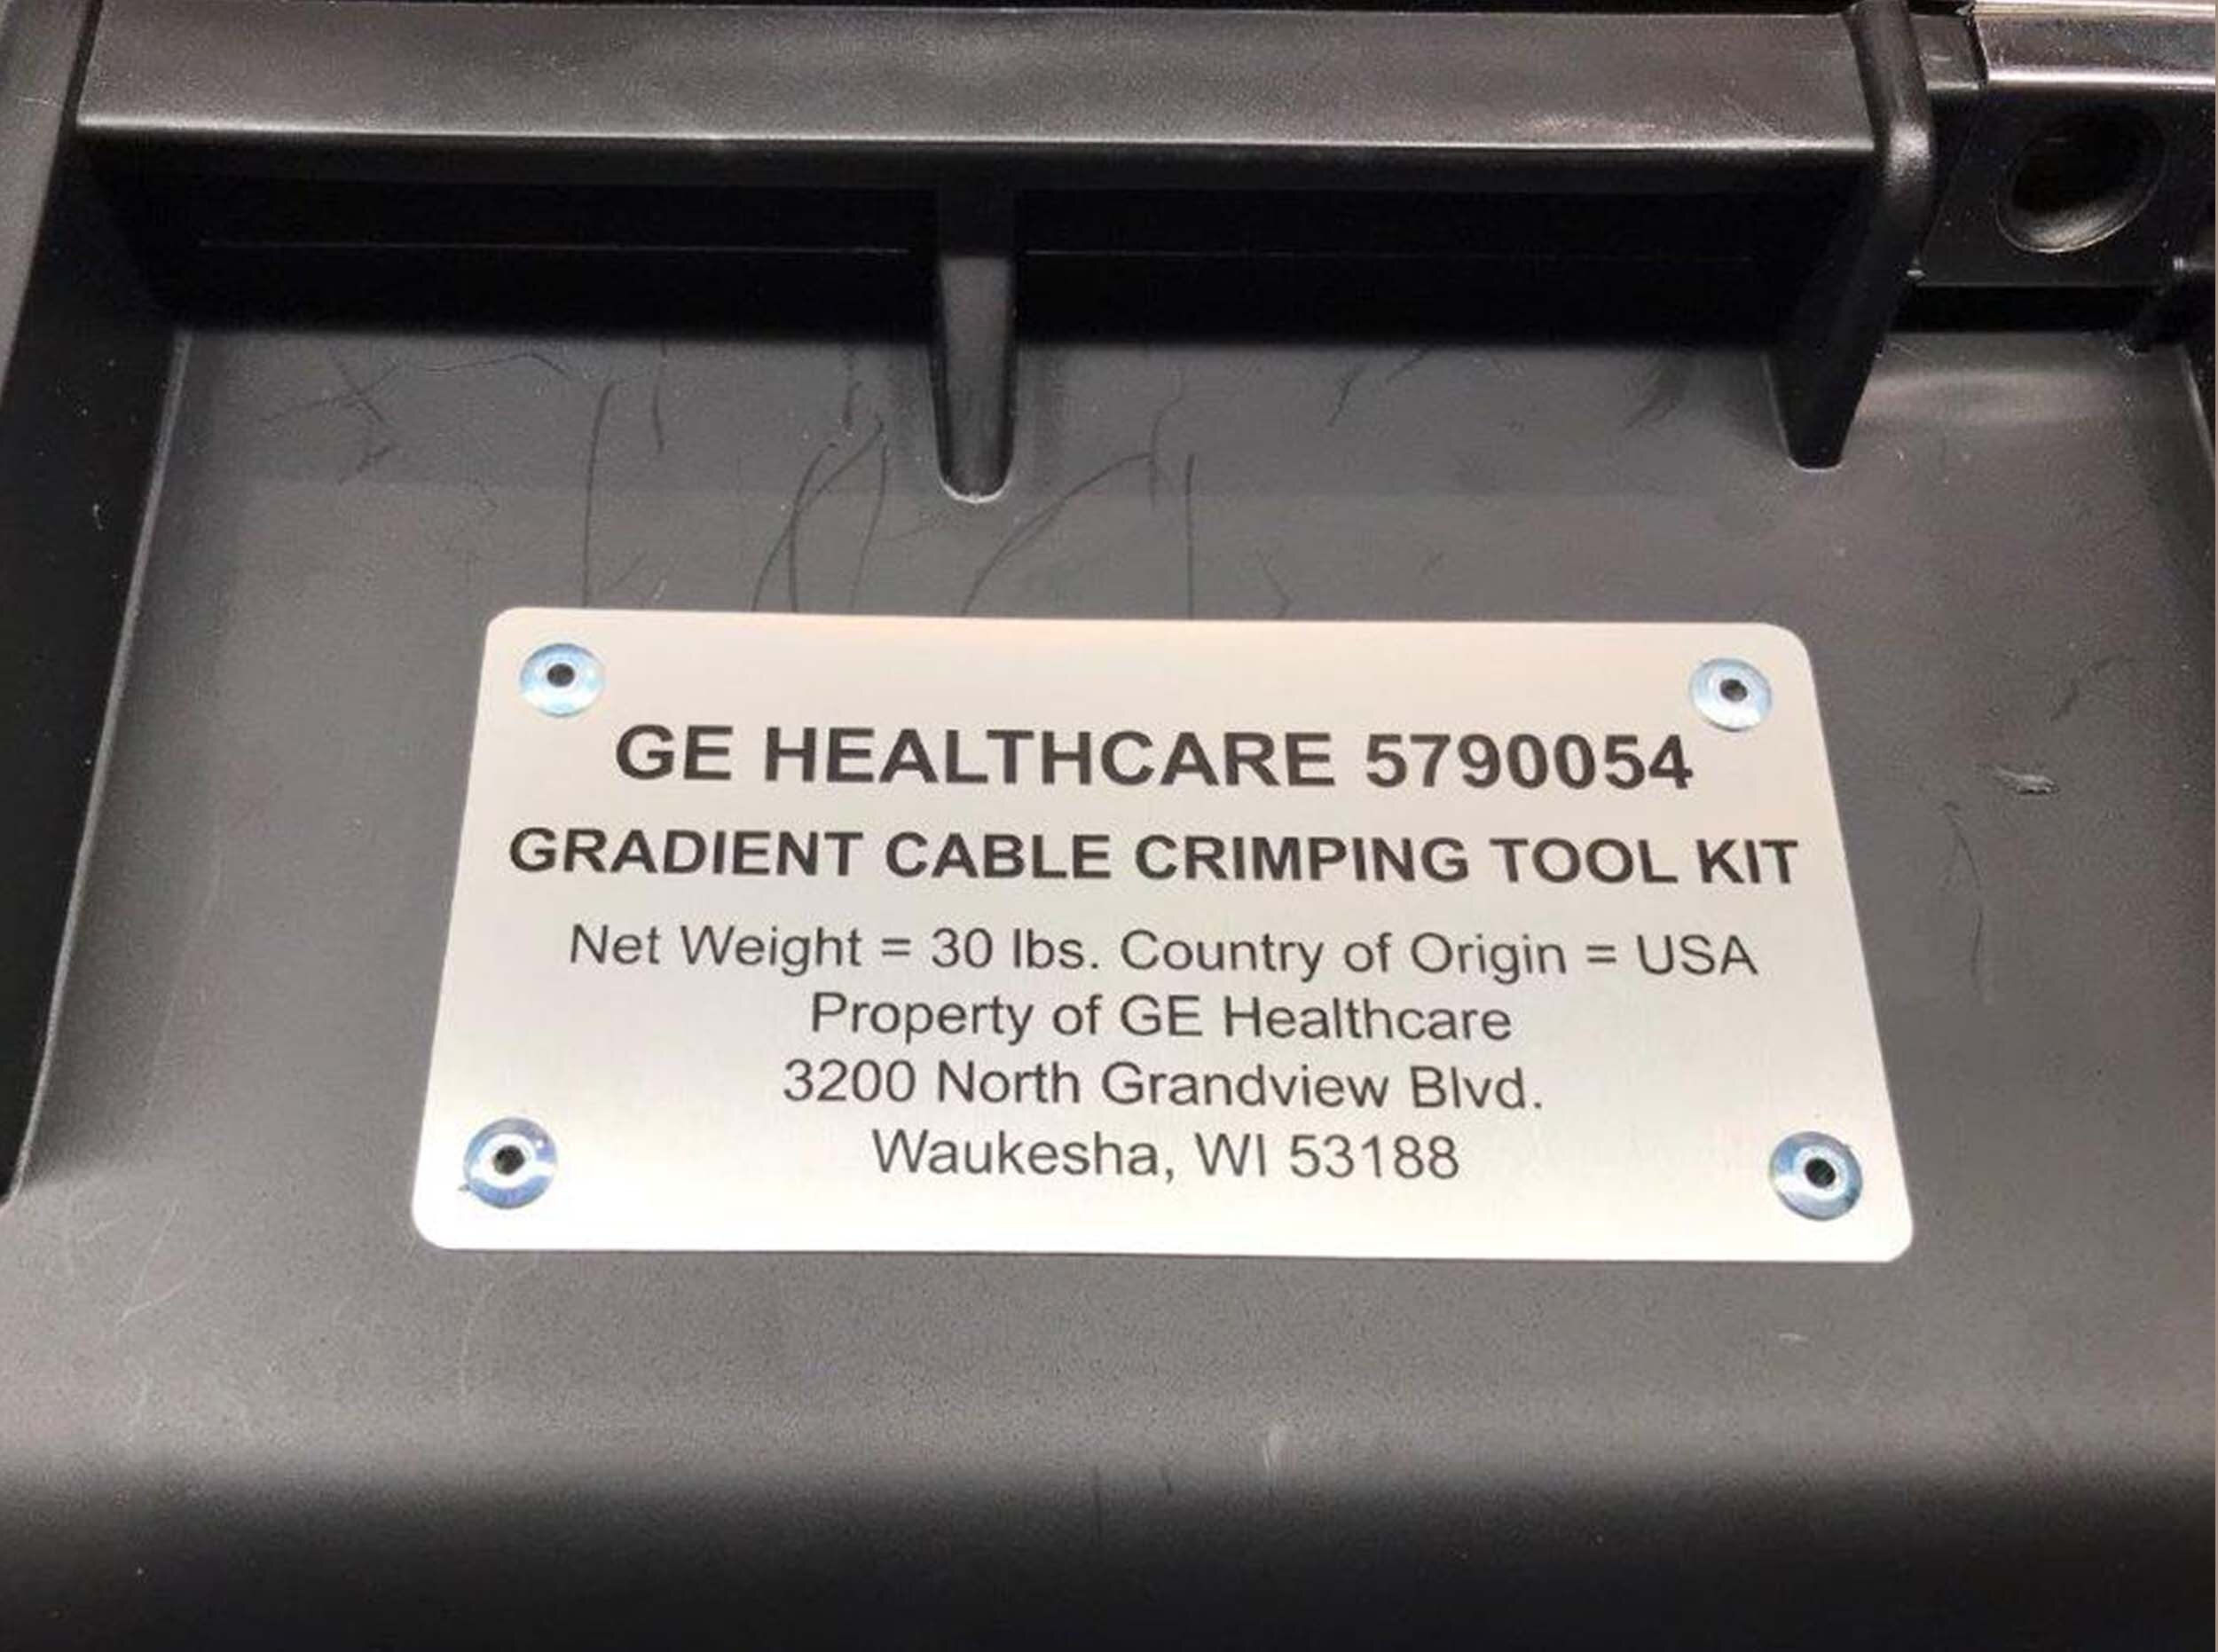 GE HEALTHCARE 5790054
GRADIENT CABLE CRIMPING TOOL KIT
Net Weight = 30 lbs. Country of Origin = USA
Property of GE Healthcare
3200 North Grandview Blvd.
Waukesha, WI 53188